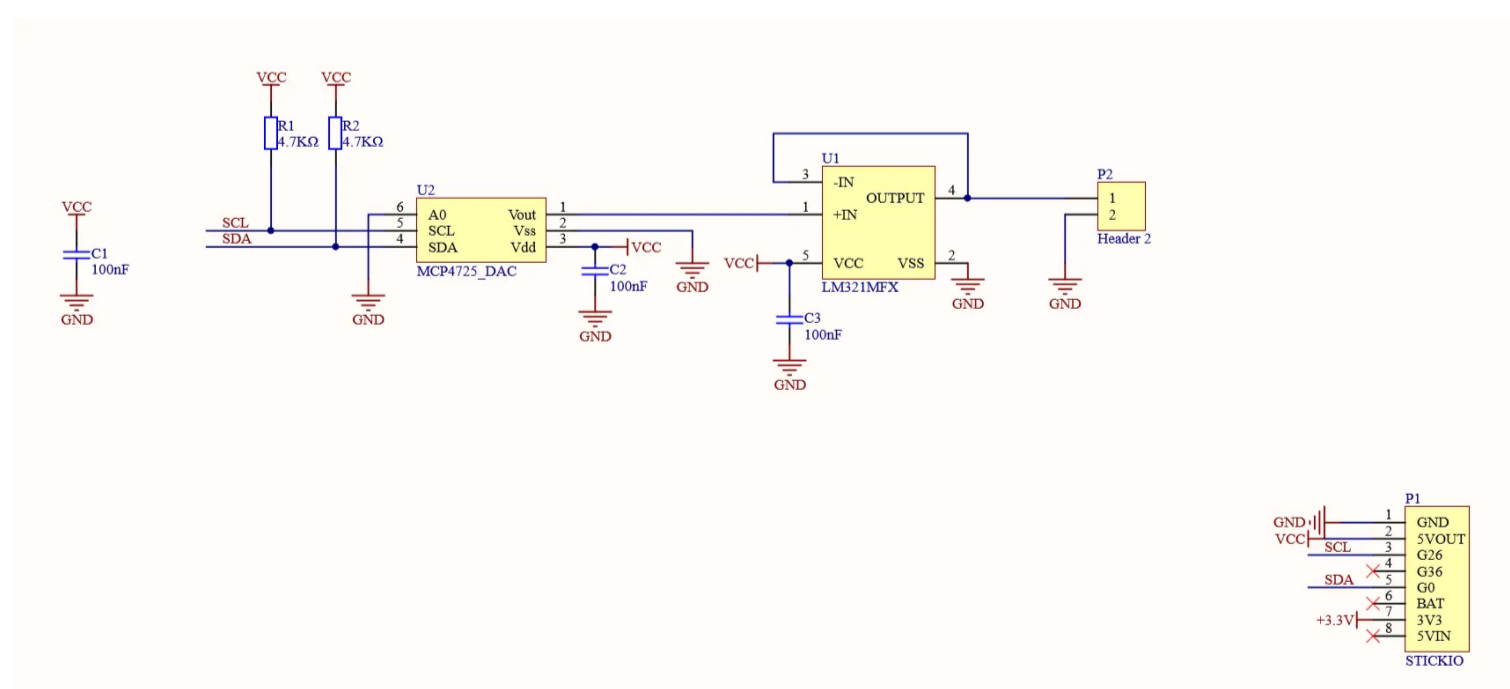 VCC
VCC
R1
4.7KΩ
R2
4.7KΩ
VCC
C1
100nF
GND
SCL
SDA
U2
6
5
4
A0
SCL
SDA
Vout
Vss
Vdd
1
2
3
MCP4725_DAC
GND
VCC
C2
100nF
GND
GND
U1
3
-IN
1
+IN
OUTPUT
4
VCC
5
VCC
VSS
2
LM321MFX
GND
C3
100nF
GND
P2
1
2
Header 2
GND
P1
GND
1
GND
VCC
2
5VOUT
SCL
3
G26
4
G36
SDA
5
G0
6
BAT
+3.3V
7
3V3
8
5VIN
STICKIO